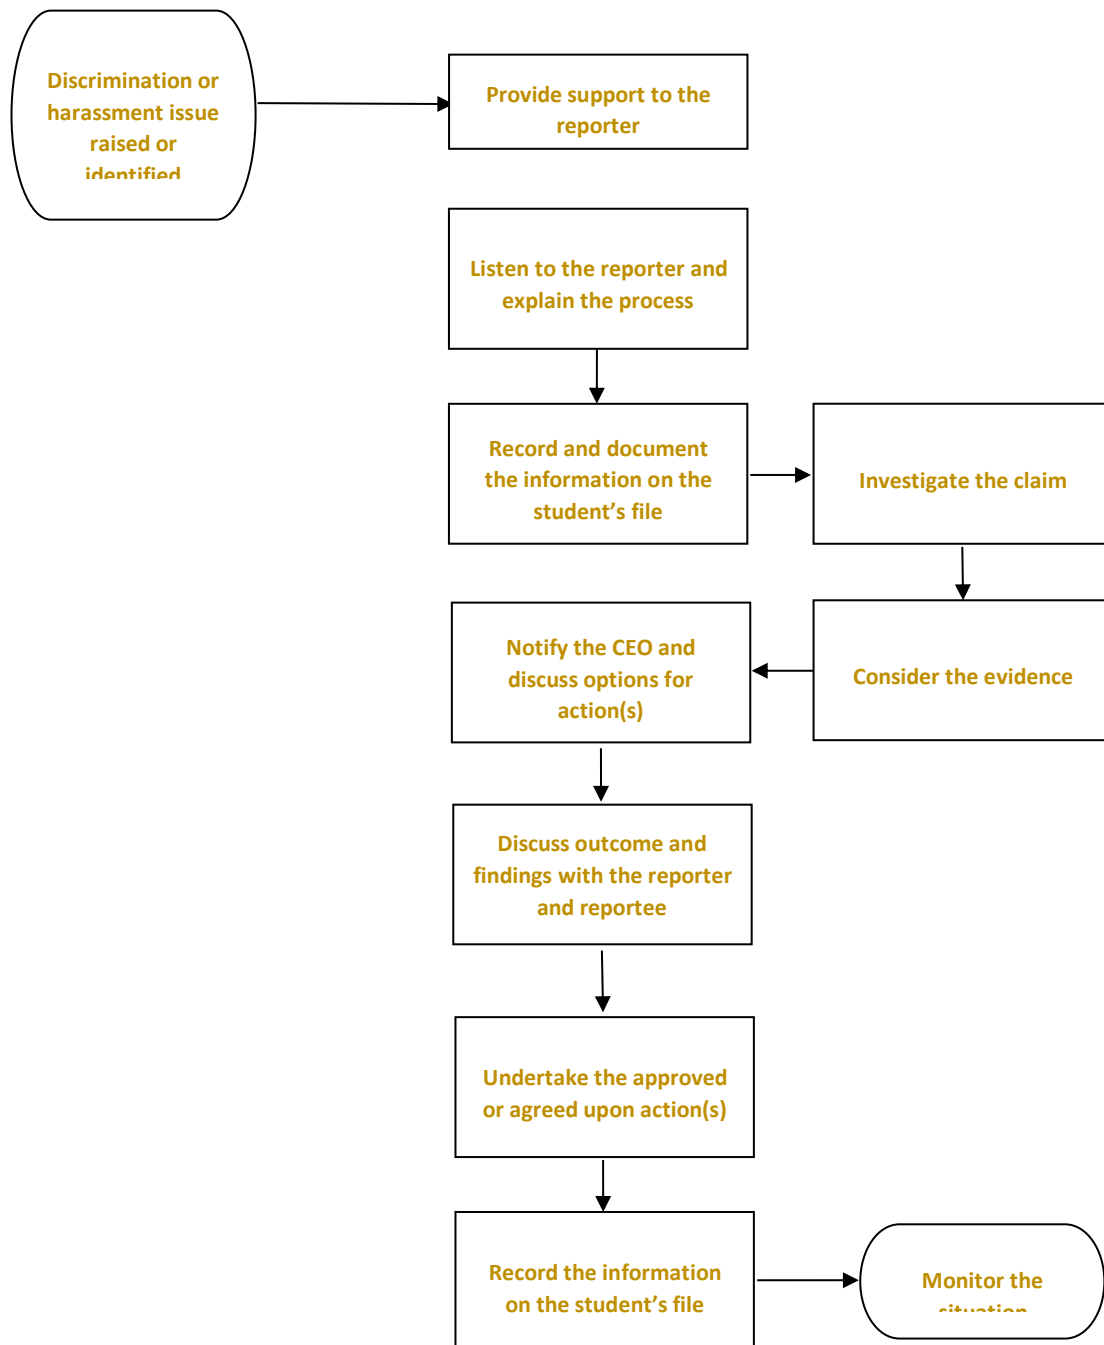 Discrimination or
harassment issue
raised or
identified
Provide support to the
reporter
Listen to the reporter and
explain the process
Record and document
the information on the
student’s file
Investigate the claim
Notify the CEO and
discuss options for
action(s)
Consider the evidence
Discuss outcome and
findings with the reporter
and reportee
Undertake the approved
or agreed upon action(s)
Record the information
on the student’s file
Monitor the
situation